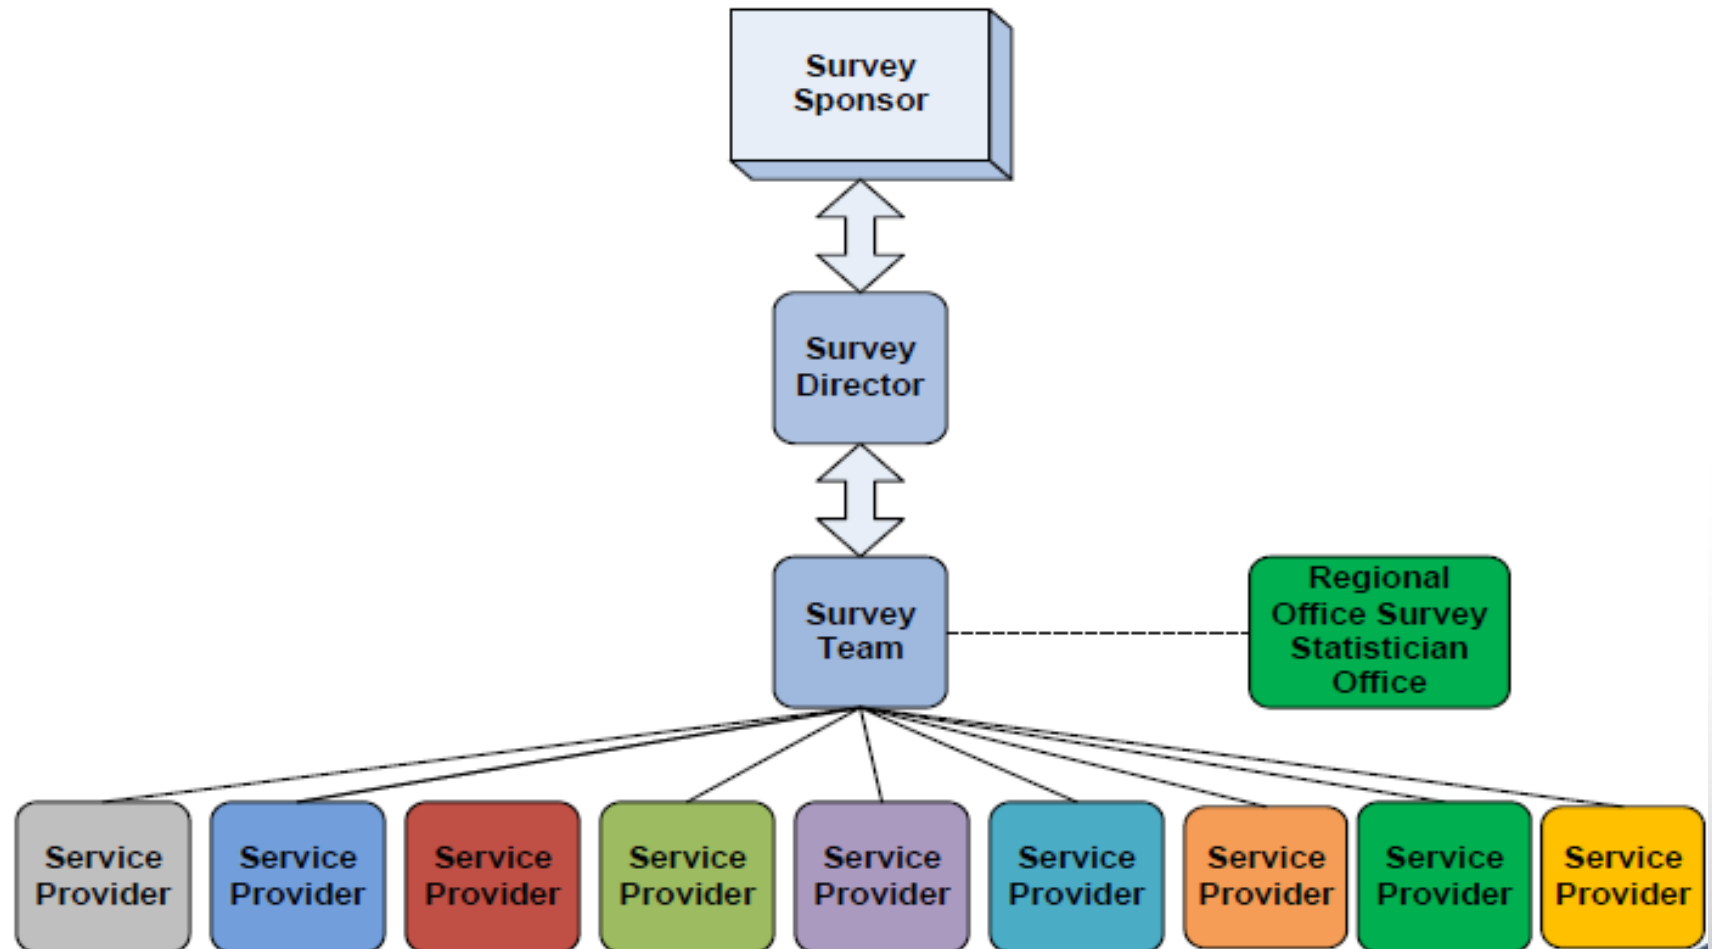 Survey
Sponsor
Survey
Director
Survey
Team
Regional
Office Survey
Statistician
Office
Service
Provider
Service
Provider
Service
Provider
Service
Provider
Service
Provider
Service
Provider
Service
Provider
Service
Provider
Service
Provider